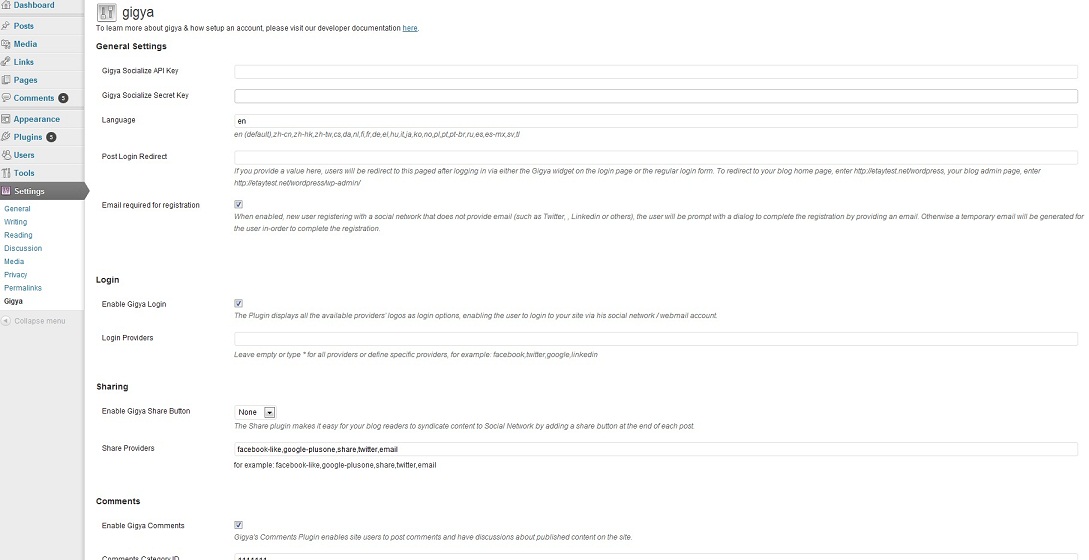 Dashboard
Posts
Media
Links
Pages
Comments 5
Appearance
Plugins 5
Users
Tools
Settings
General
Writing
Reading
Discussion
Media
Privacy
Permalinks
Gigya
Collapse menu
gigya
To learn more about gigya & how setup an account, please visit our developer documentation here.
General Settings
Gigya Socialize API Key
Gigya Socialize Secret Key
Language
en
en (default),zh-cn,zh-hk,zh-tw,cs,da,nl,fi,fr,de,el,hu,it,ja,ko,no,pl,pt,pt-br,ru,es,es-mx,sv,tl
Post Login Redirect
If you provide a value here, users will be redirect to this paged after logging in via either the Gigya widget on the login page or the regular login form. To redirect to your blog home page, enter http://etaytest.net/wordpress, your blog admin page, enter
http://etaytest.net/wordpress/wp-admin/
Email required for registration
When enabled, new user registering with a social network that does not provide email (such as Twitter, , Linkedin or others), the user will be prompt with a dialog to complete the registration by providing an email. Otherwise a temporary email will be generated for
the user in-order to complete the registration.
Login
Enable Gigya Login
The Plugin displays all the available providers' logos as login options, enabling the user to login to your site via his social network / webmail account.
Login Providers
Leave empty or type * for all providers or define specific providers, for example: facebook,twitter,google,linkedin
Sharing
Enable Gigya Share Button
None
The Share plugin makes it easy for your blog readers to syndicate content to Social Network by adding a share button at the end of each post.
Share Providers
facebook-like,google-plusone,share,twitter,email
for example: facebook-like,google-plusone,share,twitter,email
Comments
Enable Gigya Comments
Gigya's Comments Plugin enables site users to post comments and have discussions about published content on the site.
Comments Category ID